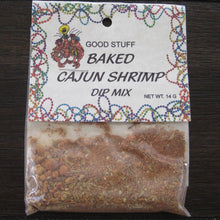 GOOD STUFF
BAKED
CAJUN SHRIMP
DIP MIX
NET WT. 14 G